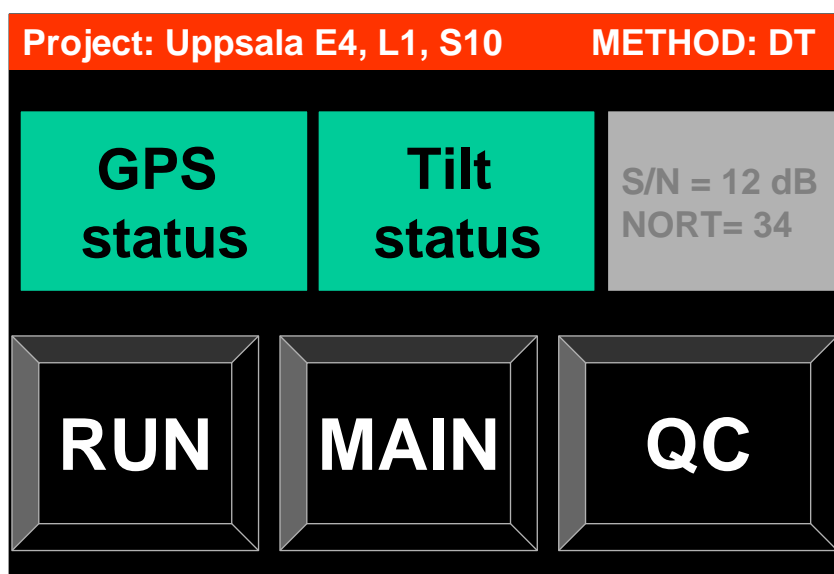 Project: Uppsala E4, L1, S10 METHOD: DT
GPS
status
Tilt
status
S/N = 12 dB
NORT= 34
RUN
MAIN
QC